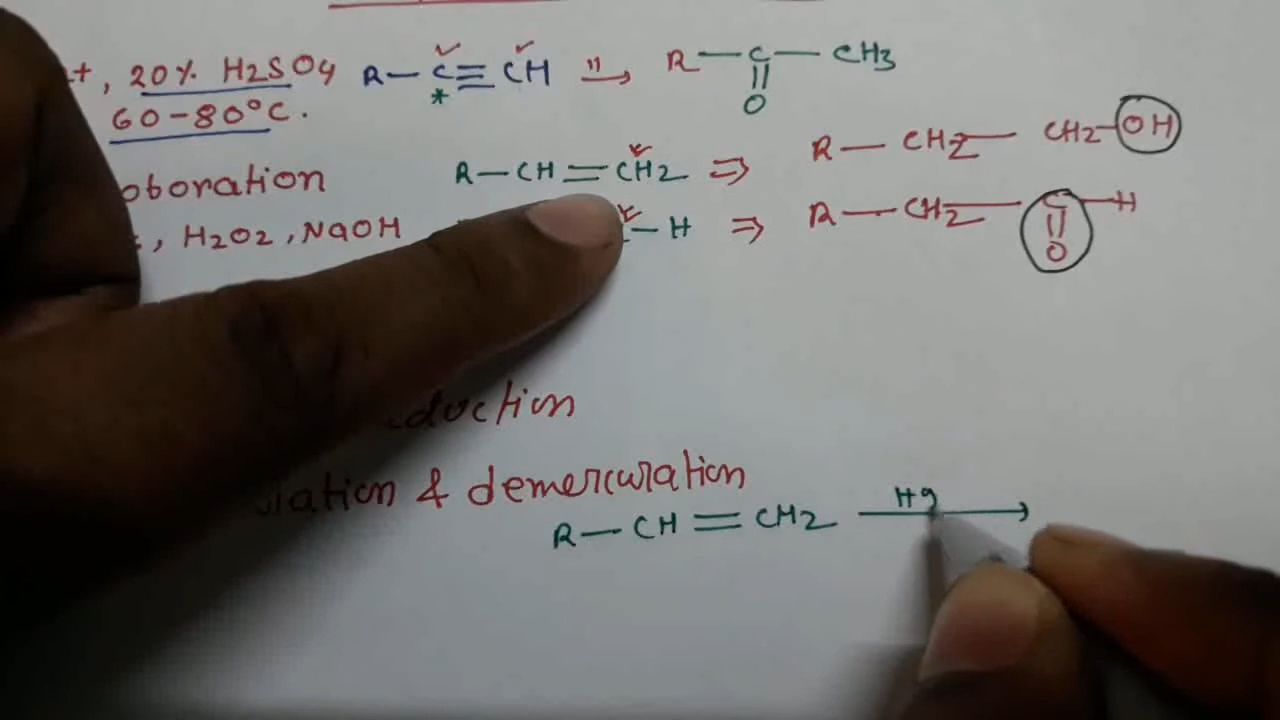 +, 20% H2SO4 R—C≡CH ⟶ R—C—CH3
* || O
60-80°C.
oboration R—CH=CH2 ⇒ R—CH2—CH2-OH
, H2O2, NaOH —H ⇒ R—CH2—C—H
|| O
duction
lation & demercuration
R—CH=CH2 Hg ⟶